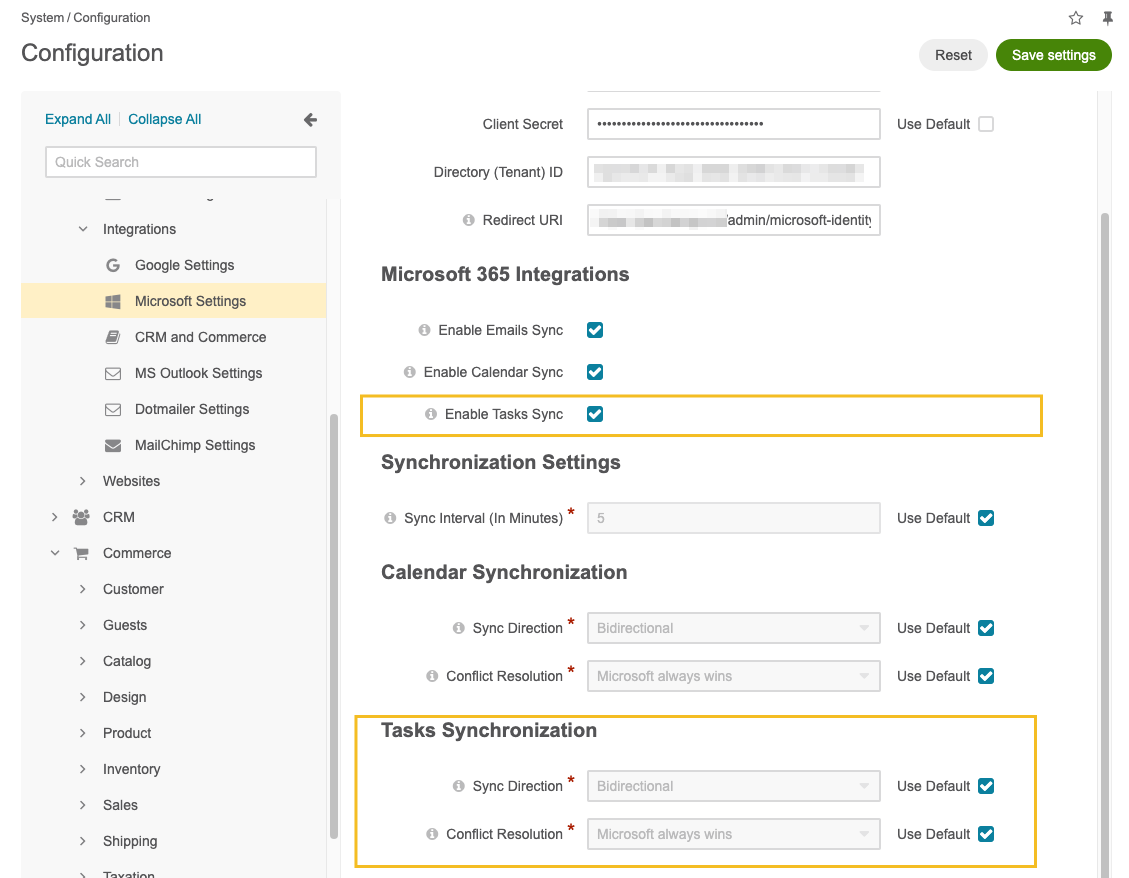 System / Configuration
Configuration
Reset
Save settings
Expand All
Collapse All
Quick Search
Integrations
Google Settings
Microsoft Settings
CRM and Commerce
MS Outlook Settings
Dotmailer Settings
MailChimp Settings
Websites
CRM
Commerce
Customer
Guests
Catalog
Design
Product
Inventory
Sales
Shipping
Taxation
Client Secret ••••••••••••••••••••••••••••••••• Use Default
Directory (Tenant) ID
Redirect URI /admin/microsoft-identity
Microsoft 365 Integrations
Enable Emails Sync
Enable Calendar Sync
Enable Tasks Sync
Synchronization Settings
Sync Interval (In Minutes) * 5 Use Default
Calendar Synchronization
Sync Direction * Bidirectional Use Default
Conflict Resolution * Microsoft always wins Use Default
Tasks Synchronization
Sync Direction * Bidirectional Use Default
Conflict Resolution * Microsoft always wins Use Default